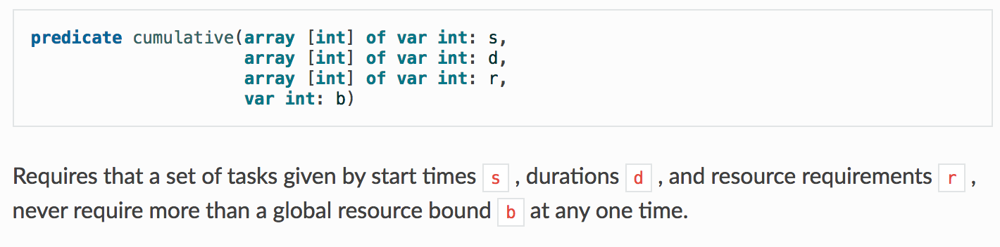 predicate cumulative(array [int] of var int: s,
array [int] of var int: d,
array [int] of var int: r,
var int: b)
Requires that a set of tasks given by start times s , durations d , and resource requirements r ,
never require more than a global resource bound b at any one time.